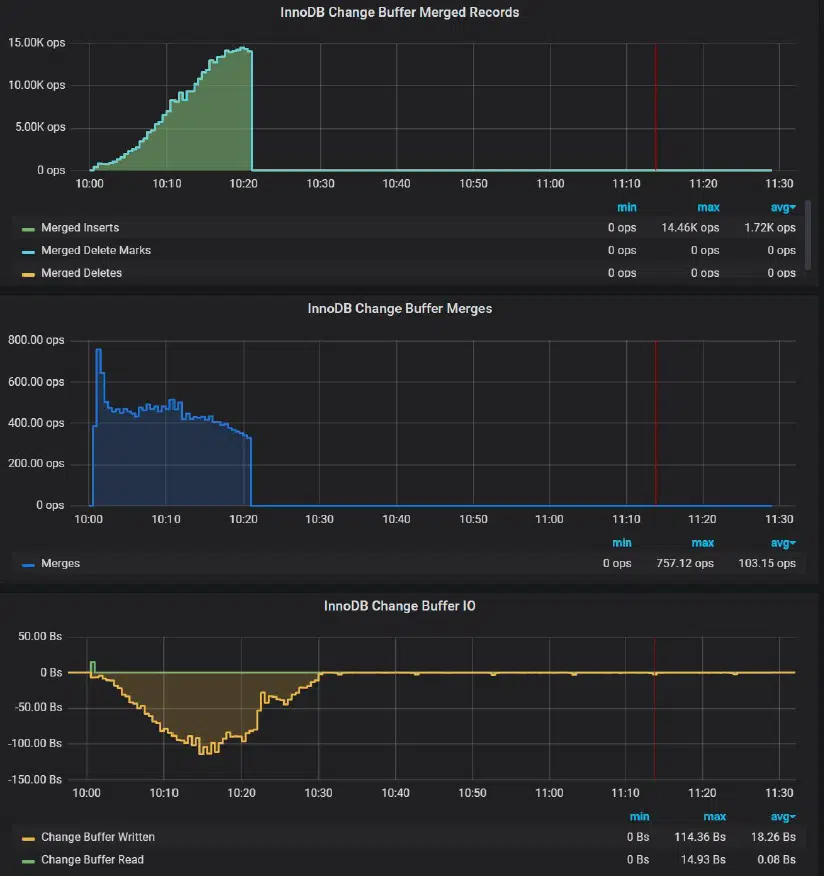 InnoDB Change Buffer Merged Records
15.00K ops
10.00K ops
5.00K ops
0 ops
10:00 10:10 10:20 10:30 10:40 10:50 11:00 11:10 11:20 11:30
min max avg
Merged Inserts 0 ops 14.46K ops 1.72K ops
Merged Delete Marks 0 ops 0 ops 0 ops
Merged Deletes 0 ops 0 ops 0 ops
InnoDB Change Buffer Merges
800.00 ops
600.00 ops
400.00 ops
200.00 ops
0 ops
10:00 10:10 10:20 10:30 10:40 10:50 11:00 11:10 11:20 11:30
min max avg
Merges 0 ops 757.12 ops 103.15 ops
InnoDB Change Buffer IO
50.00 Bs
0 Bs
-50.00 Bs
-100.00 Bs
-150.00 Bs
10:00 10:10 10:20 10:30 10:40 10:50 11:00 11:10 11:20 11:30
min max avg
Change Buffer Written 0 Bs 114.36 Bs 18.26 Bs
Change Buffer Read 0 Bs 14.93 Bs 0.08 Bs